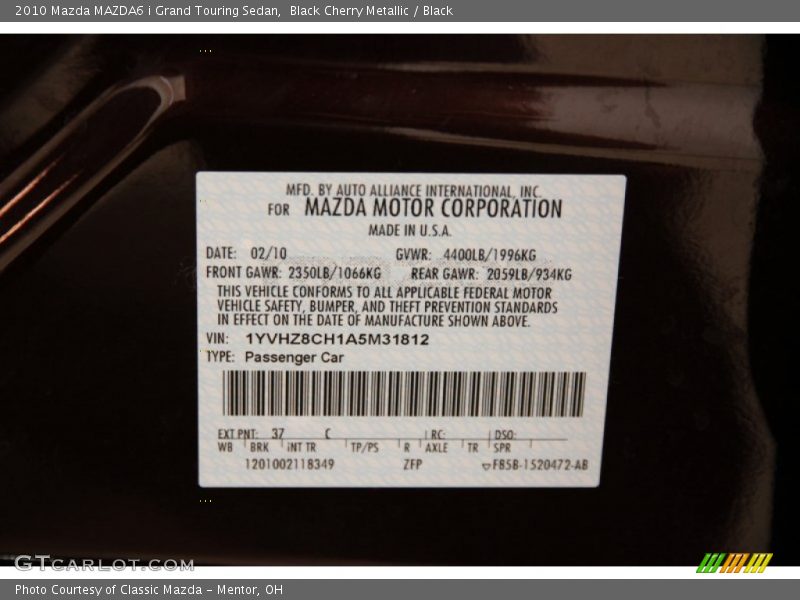 2010 Mazda MAZDA6 i Grand Touring Sedan, Black Cherry Metallic / Black
MFD. BY AUTO ALLIANCE INTERNATIONAL, INC.
FOR MAZDA MOTOR CORPORATION
MADE IN U.S.A.
DATE: 02/10 GVWR: 4400LB/1996KG
FRONT GAWR: 2350LB/1066KG REAR GAWR: 2059LB/934KG
THIS VEHICLE CONFORMS TO ALL APPLICABLE FEDERAL MOTOR
VEHICLE SAFETY, BUMPER, AND THEFT PREVENTION STANDARDS
IN EFFECT ON THE DATE OF MANUFACTURE SHOWN ABOVE.
VIN: 1YVHZ8CH1A5M31812
TYPE: Passenger Car
EXT PNT: 37 C RC: DSO:
WB BRK INT TR TP/PS R AXLE TR SPR
1201002118349 ZFP F85B-1520472-AB
GTCARLOT.COM
Photo Courtesy of Classic Mazda - Mentor, OH